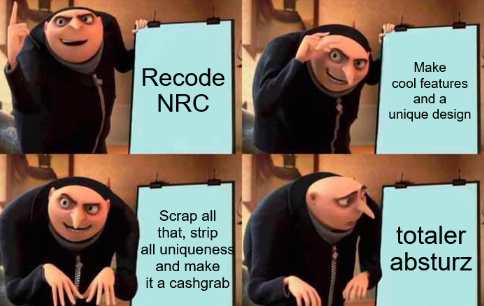 Recode
NRC
Make
cool features
and a
unique design
Scrap all
that, strip
all uniqueness
and make
it a cashgrab
totaler
absturz